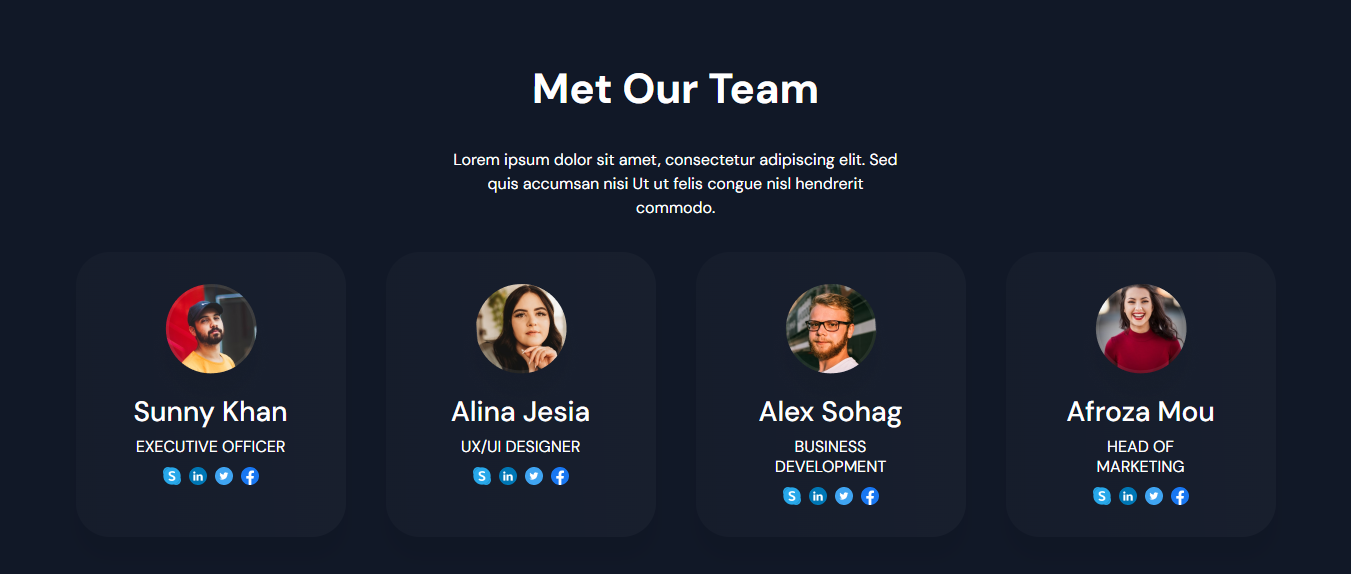 Met Our Team
Lorem ipsum dolor sit amet, consectetur adipiscing elit. Sed
quis accumsan nisi Ut ut felis congue nisl hendrerit
commodo.
Sunny Khan
EXECUTIVE OFFICER
Alina Jesia
UX/UI DESIGNER
Alex Sohag
BUSINESS
DEVELOPMENT
Afroza Mou
HEAD OF
MARKETING